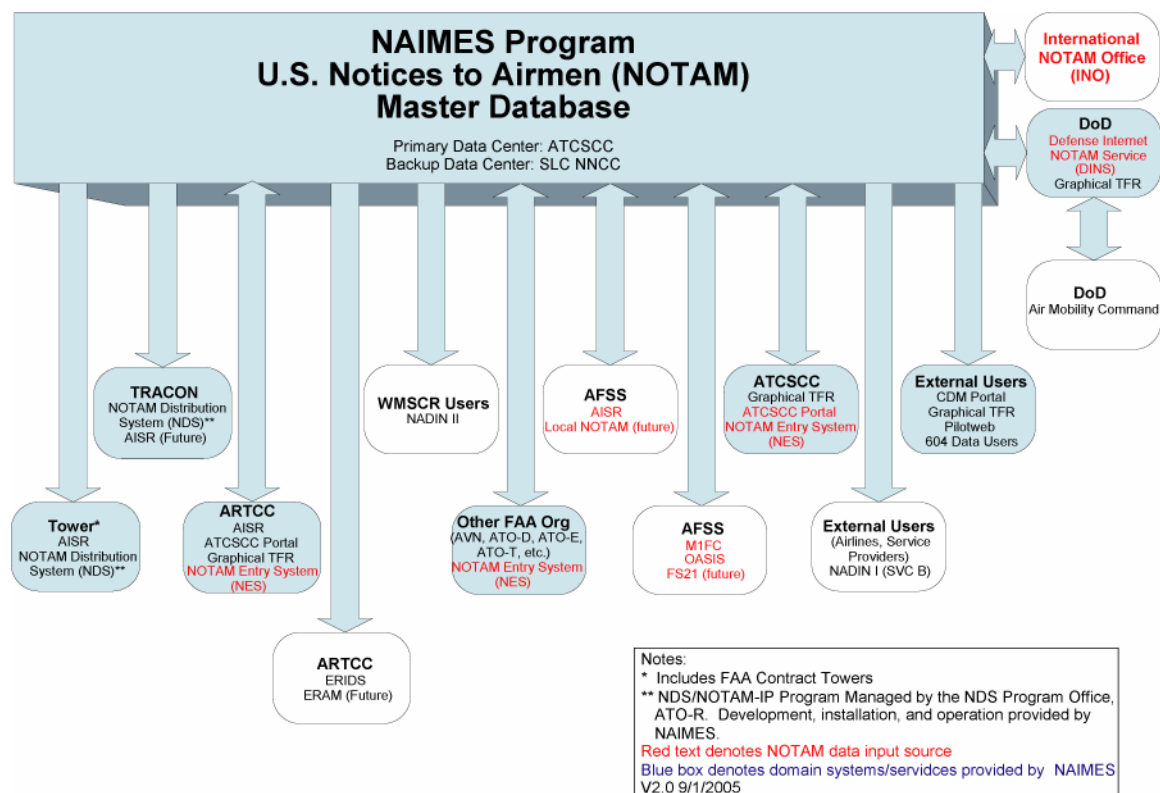 NAIMES Program
U.S. Notices to Airmen (NOTAM)
Master Database
Primary Data Center: ATCSCC
Backup Data Center: SLC NNCC
International
NOTAM Office
(INO)
DoD
Defense Internet
NOTAM Service
(DINS)
Graphical TFR
DoD
Air Mobility Command
TRACON
NOTAM Distribution
System (NDS)**
AISR (Future)
WMSCR Users
NADIN II
AFSS
AISR
Local NOTAM (future)
ATCSCC
Graphical TFR
ATCSCC Portal
NOTAM Entry System
(NES)
External Users
CDM Portal
Graphical TFR
Pilotweb
604 Data Users
Tower*
AISR
NOTAM Distribution
System (NDS)**
ARTCC
AISR
ATCSCC Portal
Graphical TFR
NOTAM Entry System
(NES)
Other FAA Org
(AVN, ATO-D, ATO-E,
ATO-T, etc.)
NOTAM Entry System
(NES)
AFSS
M1FC
OASIS
FS21 (future)
External Users
(Airlines, Service
Providers)
NADIN I (SVC B)
ARTCC
ERIDS
ERAM (Future)
Notes:
* Includes FAA Contract Towers
** NDS/NOTAM-IP Program Managed by the NDS Program Office,
ATO-R. Development, installation, and operation provided by
NAIMES.
Red text denotes NOTAM data input source
Blue box denotes domain systems/servidces provided by NAIMES
V2.0 9/1/2005